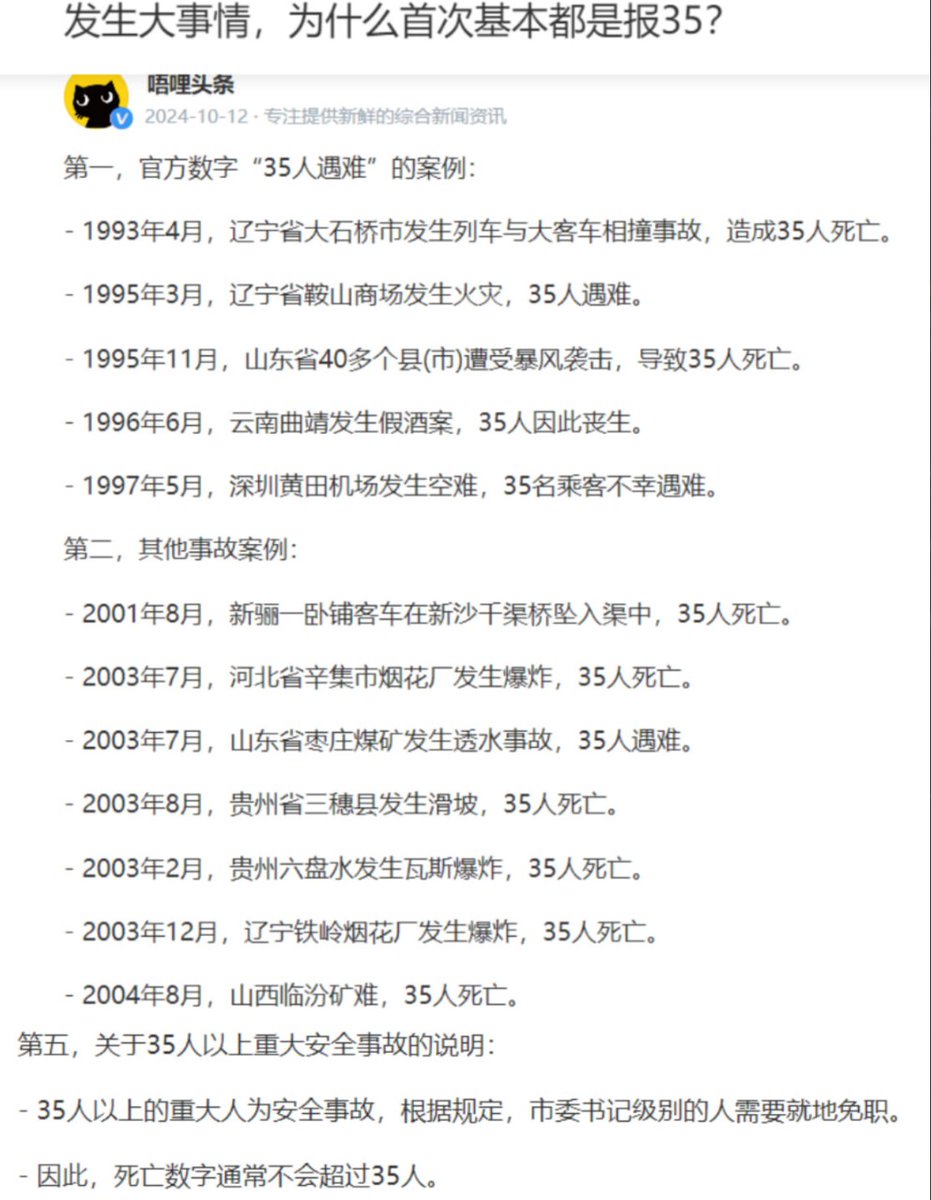 发生大事情，为什么首次基本都是报35？
唔哩头条
2024-10-12 · 专注提供新鲜的综合新闻资讯
第一，官方数字“35人遇难”的案例：
- 1993年4月，辽宁省大石桥市发生列车与大客车相撞事故，造成35人死亡。
- 1995年3月，辽宁省鞍山商场发生火灾，35人遇难。
- 1995年11月，山东省40多个县(市)遭受暴风袭击，导致35人死亡。
- 1996年6月，云南曲靖发生假酒案，35人因此丧生。
- 1997年5月，深圳黄田机场发生空难，35名乘客不幸遇难。
第二，其他事故案例：
- 2001年8月，新骊一卧铺客车在新沙千渠桥坠入渠中，35人死亡。
- 2003年7月，河北省辛集市烟花厂发生爆炸，35人死亡。
- 2003年7月，山东省枣庄煤矿发生透水事故，35人遇难。
- 2003年8月，贵州省三穗县发生滑坡，35人死亡。
- 2003年2月，贵州六盘水发生瓦斯爆炸，35人死亡。
- 2003年12月，辽宁铁岭烟花厂发生爆炸，35人死亡。
- 2004年8月，山西临汾矿难，35人死亡。
第五，关于35人以上重大安全事故的说明：
- 35人以上的重大人为安全事故，根据规定，市委书记级别的人需要就地免职。
- 因此，死亡数字通常不会超过35人。